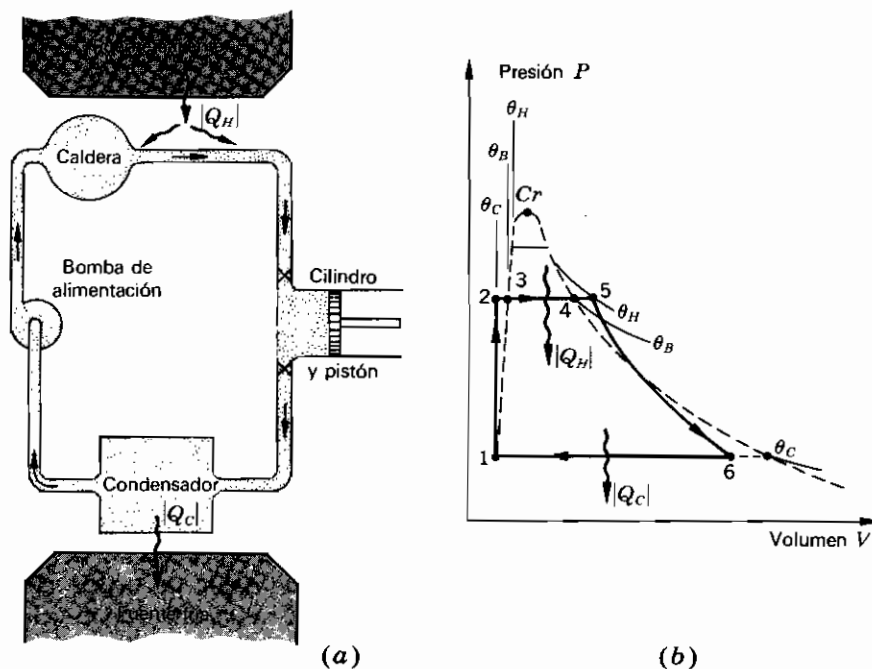 |Q_H|
Caldera
Bomba de
alimentación
Cilindro
y pistón
Condensador
|Q_C|
(a)
Presión P
θ_H
θ_B
θ_C
Cr
2
3
4
5
θ_H
θ_B
|Q_H|
1
6
θ_C
|Q_C|
Volumen V
(b)